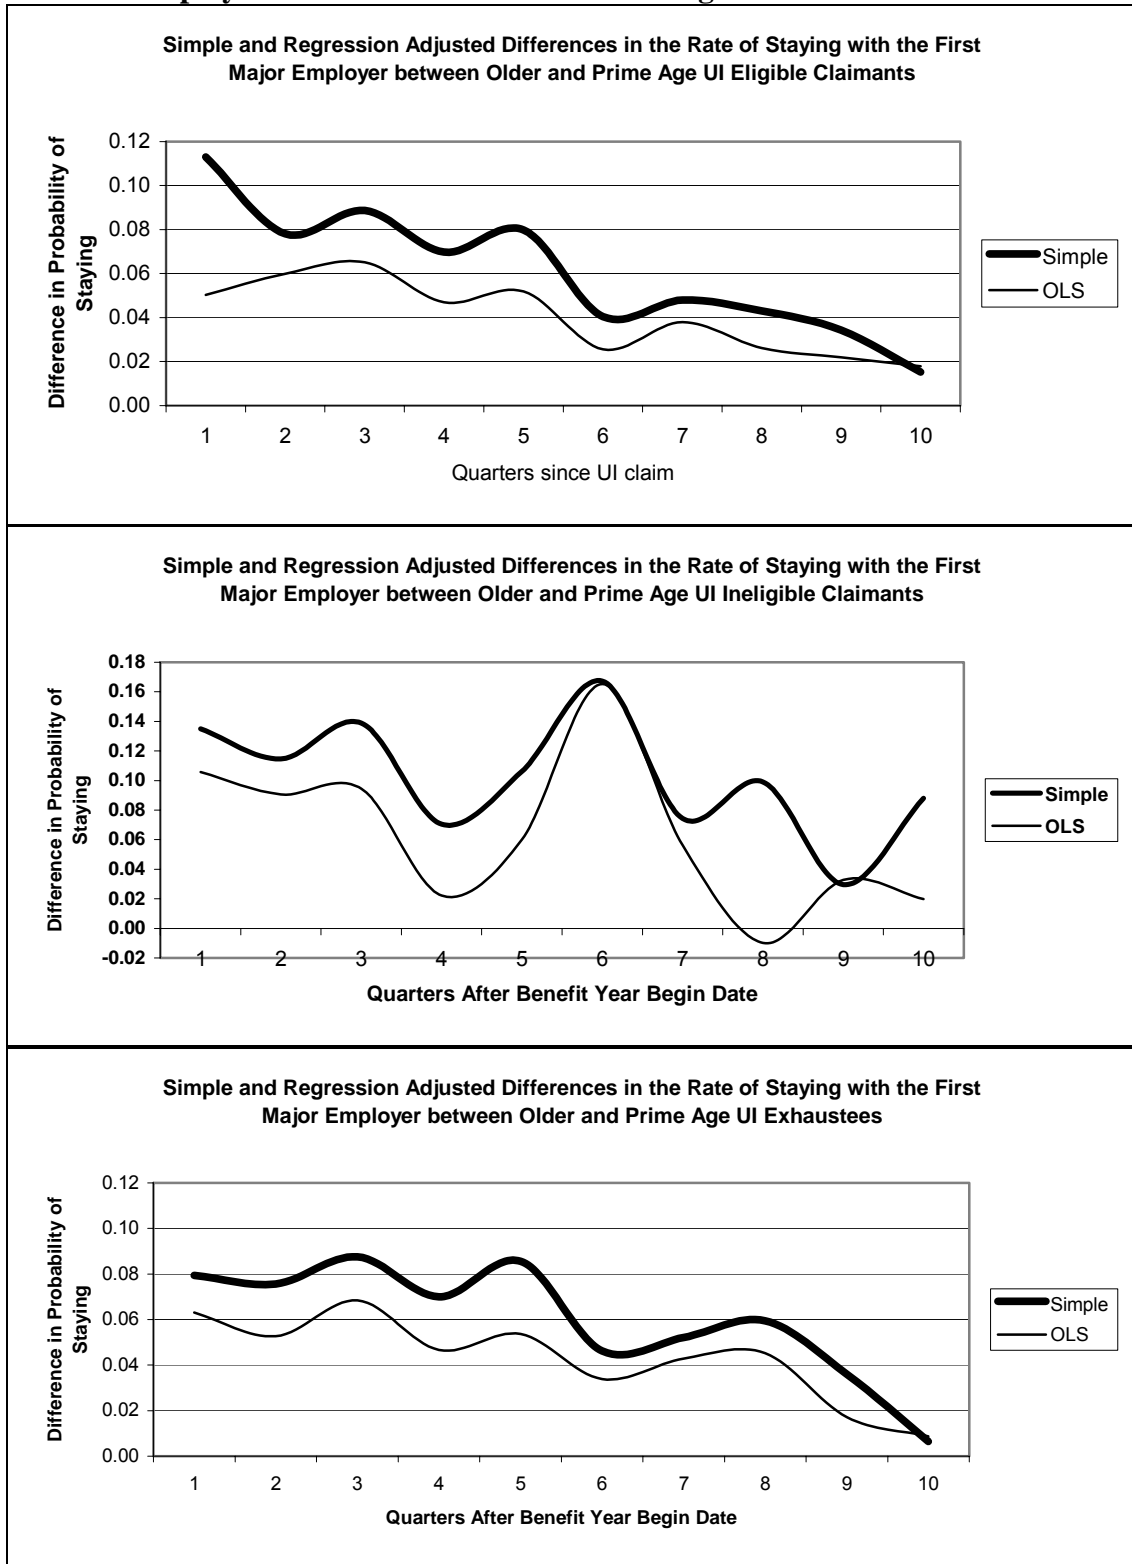 Simple and Regression Adjusted Differences in the Rate of Staying with the First
Major Employer between Older and Prime Age UI Eligible Claimants
Difference in Probability of
Staying
0.12
0.10
0.08
0.06
0.04
0.02
0.00
1 2 3 4 5 6 7 8 9 10
Quarters since UI claim
Simple
OLS
Simple and Regression Adjusted Differences in the Rate of Staying with the First
Major Employer between Older and Prime Age UI Ineligible Claimants
Difference in Probability of
Staying
0.18
0.16
0.14
0.12
0.10
0.08
0.06
0.04
0.02
0.00
-0.02
1 2 3 4 5 6 7 8 9 10
Quarters After Benefit Year Begin Date
Simple
OLS
Simple and Regression Adjusted Differences in the Rate of Staying with the First
Major Employer between Older and Prime Age UI Exhaustees
Difference in Probability of
Staying
0.12
0.10
0.08
0.06
0.04
0.02
0.00
1 2 3 4 5 6 7 8 9 10
Quarters After Benefit Year Begin Date
Simple
OLS